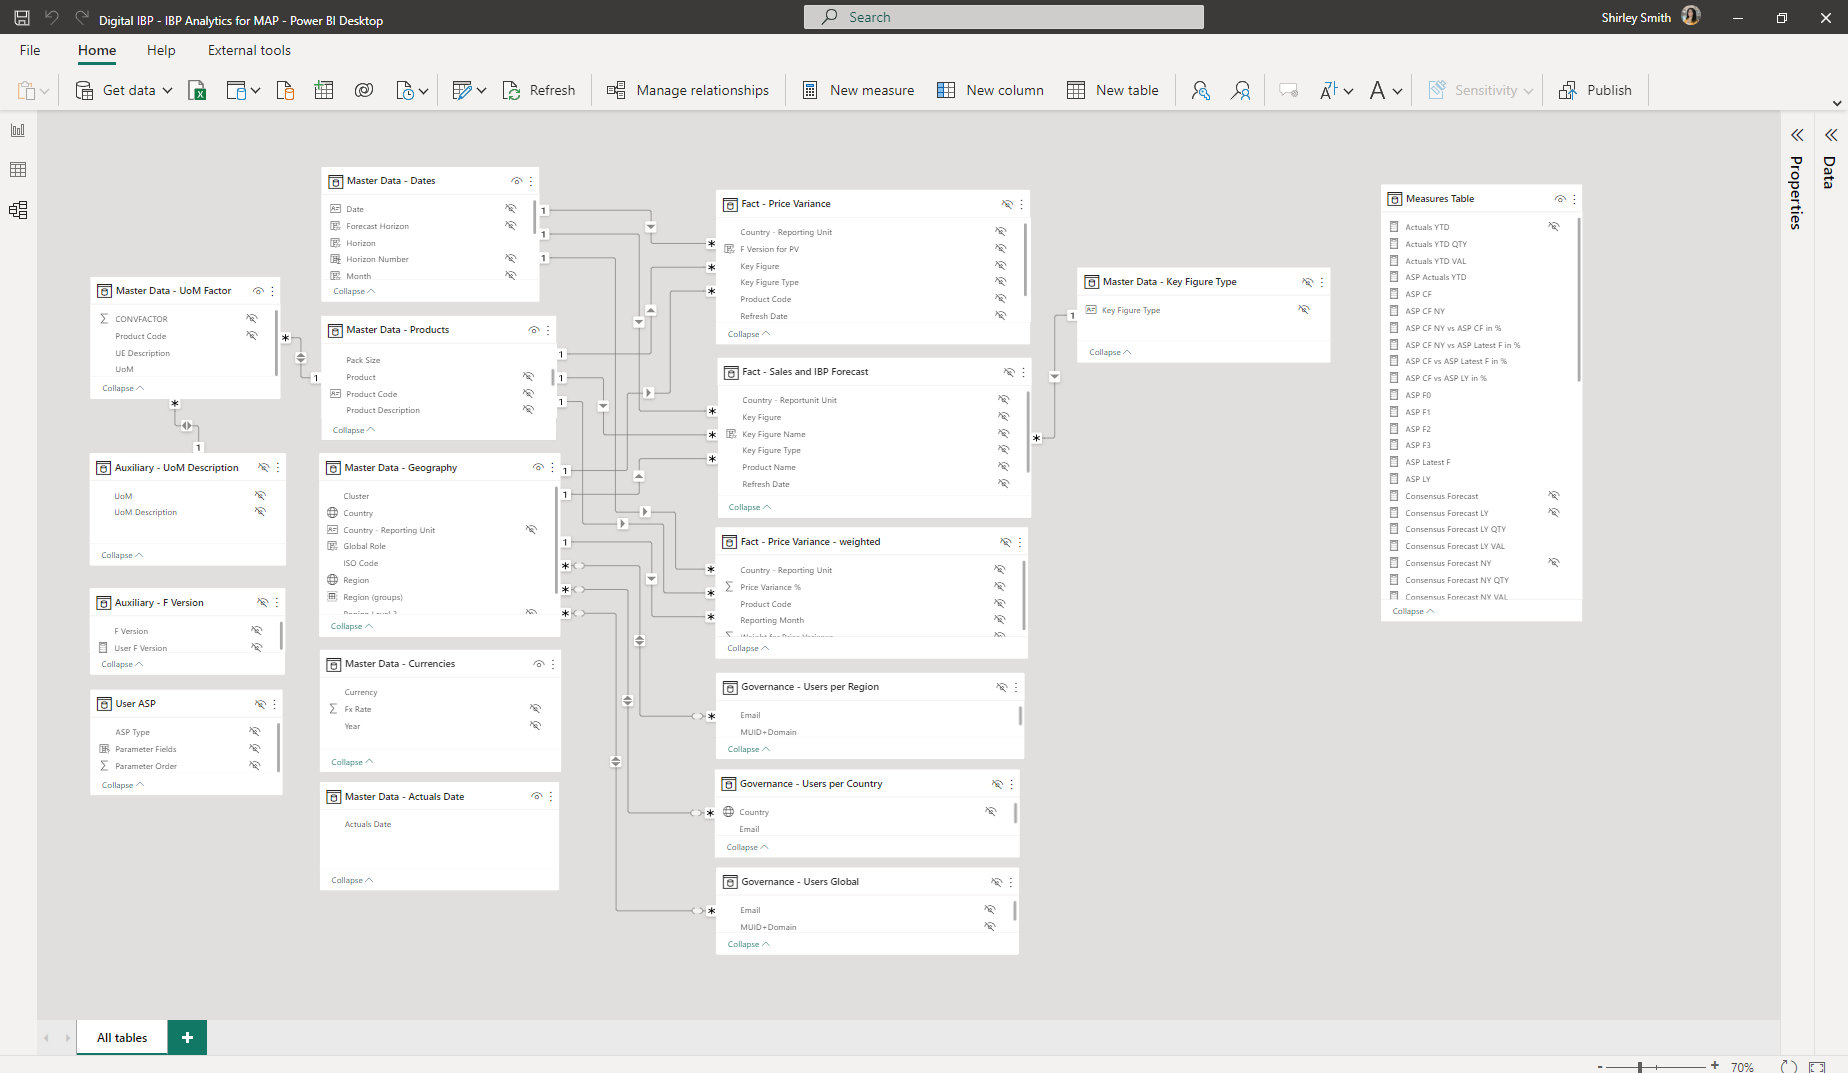 Digital IBP - IBP Analytics for MAP - Power BI Desktop
Search
Shirley Smith
File
Home
Help
External tools
Get data
Refresh
Manage relationships
New measure
New column
New table
Sensitivity
Publish
Properties
Data
Master Data - UoM Factor
CONVFACTOR
Product Code
UE Description
UoM
Collapse
Auxiliary - UoM Description
UoM
UoM Description
Collapse
Auxiliary - F Version
F Version
User F Version
Collapse
User ASP
ASP Type
Parameter Fields
Parameter Order
Collapse
Master Data - Dates
Date
Forecast Horizon
Horizon
Horizon Number
Month
Collapse
Master Data - Products
Pack Size
Product
Product Code
Product Description
Collapse
Master Data - Geography
Cluster
Country
Country - Reporting Unit
Global Role
ISO Code
Region
Region (groups)
Collapse
Master Data - Currencies
Currency
Fx Rate
Year
Collapse
Master Data - Actuals Date
Actuals Date
Collapse
Fact - Price Variance
Country - Reporting Unit
F Version for PV
Key Figure
Key Figure Type
Product Code
Refresh Date
Collapse
Fact - Sales and IBP Forecast
Country - Reportunit Unit
Key Figure
Key Figure Name
Key Figure Type
Product Name
Refresh Date
Collapse
Fact - Price Variance - weighted
Country - Reporting Unit
Price Variance %
Product Code
Reporting Month
Collapse
Governance - Users per Region
Email
MUID+Domain
Collapse
Governance - Users per Country
Country
Email
Collapse
Governance - Users Global
Email
MUID+Domain
Collapse
Master Data - Key Figure Type
Key Figure Type
Collapse
Measures Table
Actuals YTD
Actuals YTD QTY
Actuals YTD VAL
ASP Actuals YTD
ASP CF
ASP CF NY
ASP CF NY vs ASP CF in %
ASP CF NY vs ASP Latest F in %
ASP CF vs ASP Latest F in %
ASP CF vs ASP LY in %
ASP F0
ASP F1
ASP F2
ASP F3
ASP Latest F
ASP LY
Consensus Forecast
Consensus Forecast LY
Consensus Forecast LY QTY
Consensus Forecast LY VAL
Consensus Forecast NY
Consensus Forecast NY QTY
Consensus Forecast NY VAL
Collapse
All tables
70%